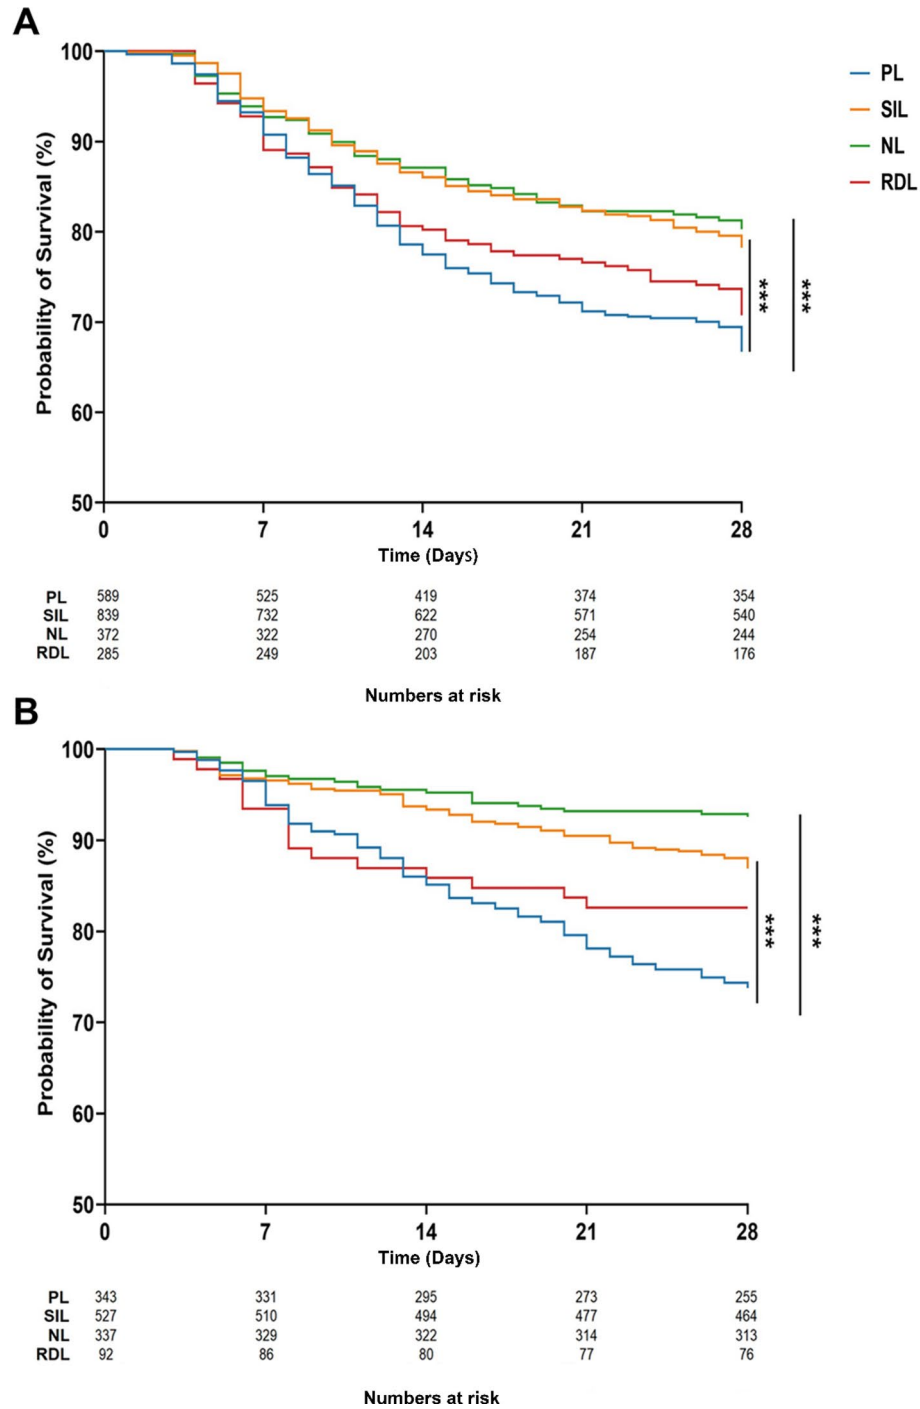 A
100
90
80
70
60
50
Probability of Survival (%)
0 7 14 21 28
Time (Days)
PL
SIL
NL
RDL
***
***
PL 589 525 419 374 354
SIL 839 732 622 571 540
NL 372 322 270 254 244
RDL 285 249 203 187 176
Numbers at risk
B
100
90
80
70
60
50
Probability of Survival (%)
0 7 14 21 28
Time (Days)
***
***
PL 343 331 295 273 255
SIL 527 510 494 477 464
NL 337 329 322 314 313
RDL 92 86 80 77 76
Numbers at risk